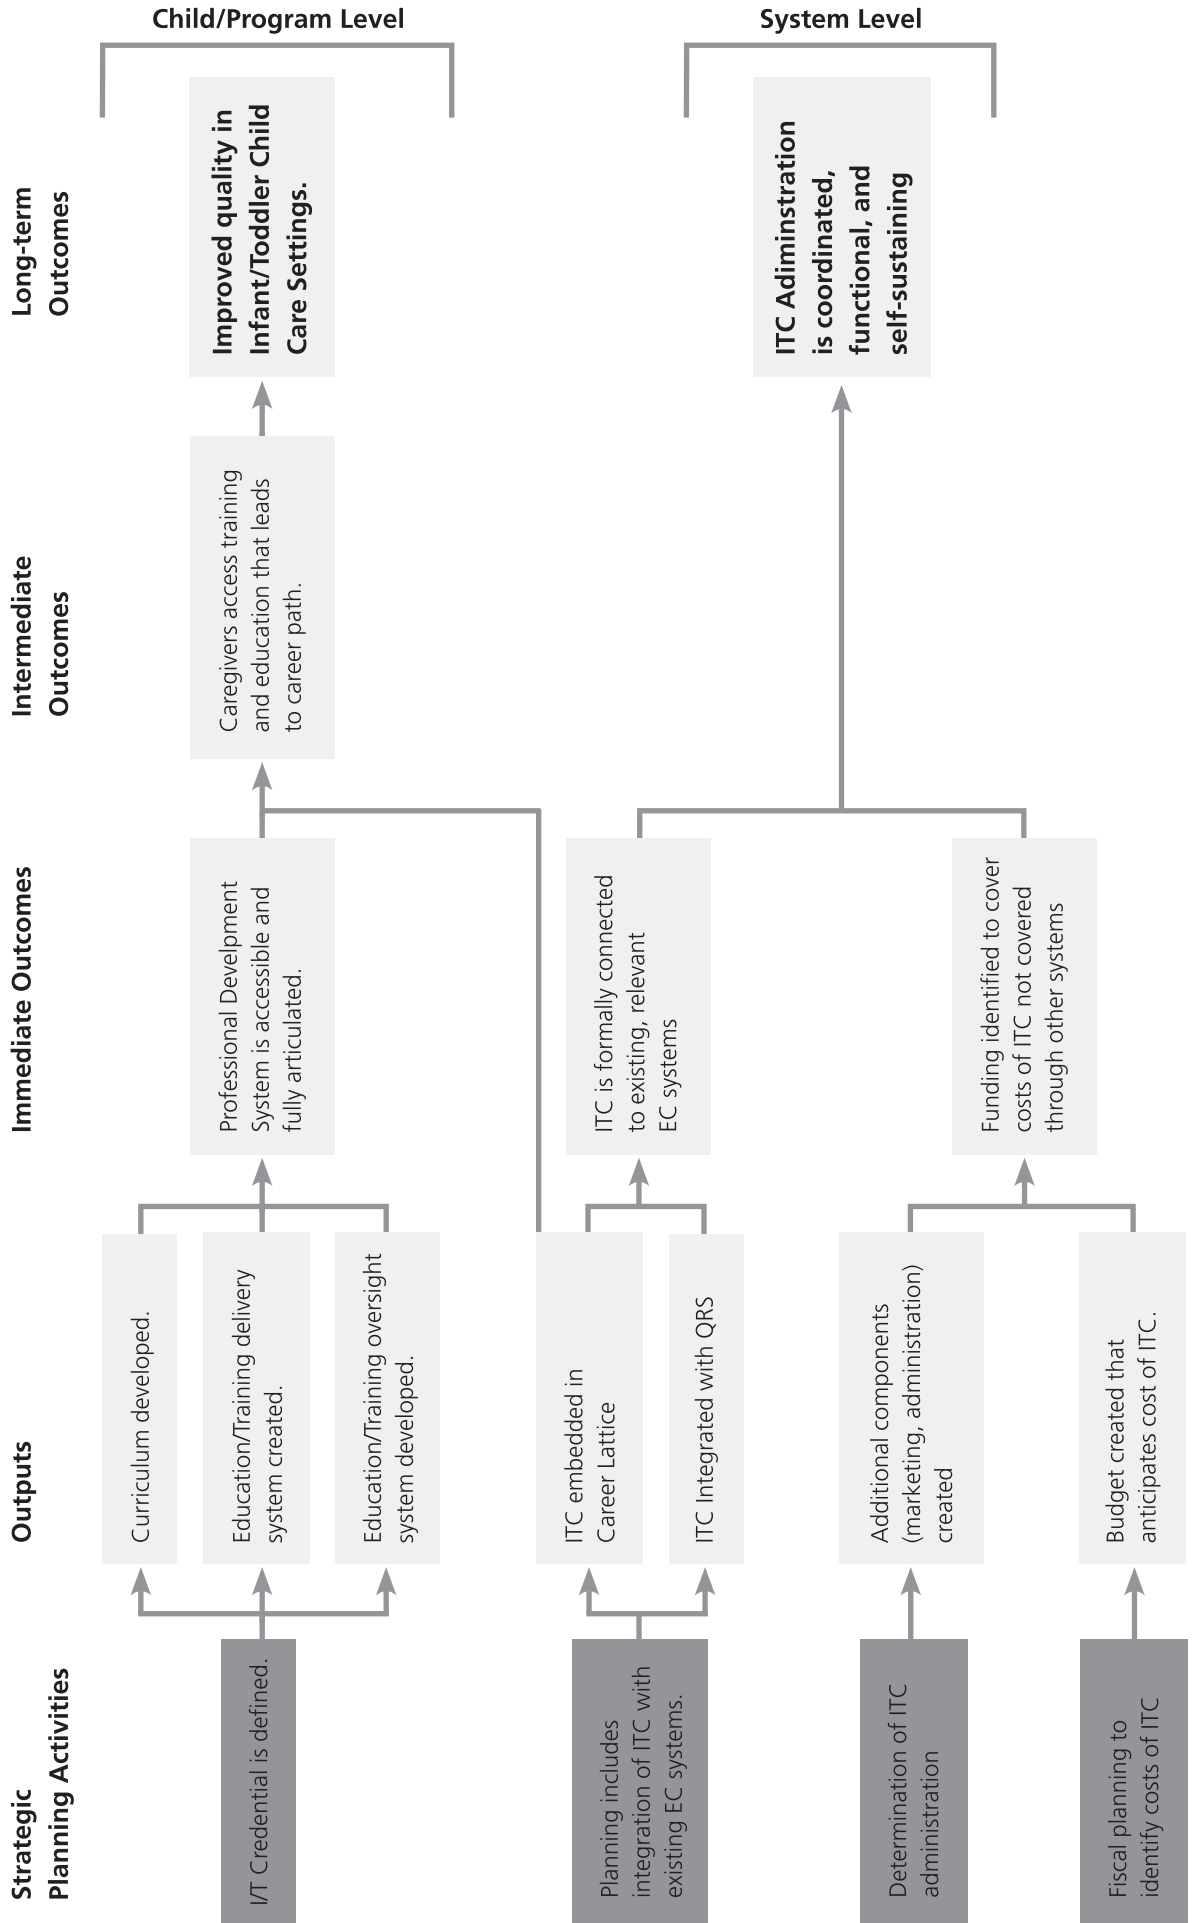 Strategic
Planning Activities
Outputs
Immediate Outcomes
Intermediate
Outcomes
Long-term
Outcomes
Child/Program Level
System Level
I/T Credential is defined.
Curriculum developed.
Education/Training delivery
system created.
Education/Training oversight
system developed.
Professional Develpment
System is accessible and
fully articulated.
Caregivers access training
and education that leads
to career path.
Improved quality in
Infant/Toddler Child
Care Settings.
Planning includes
integration of ITC with
existing EC systems.
ITC embedded in
Career Lattice
ITC Integrated with QRS
ITC is formally connected
to existing, relevant
EC systems
ITC Adiminstration
is coordinated,
functional, and
self-sustaining
Determination of ITC
administration
Additional components
(marketing, administration)
created
Funding identified to cover
costs of ITC not covered
through other systems
Fiscal planning to
identify costs of ITC
Budget created that
anticipates cost of ITC.